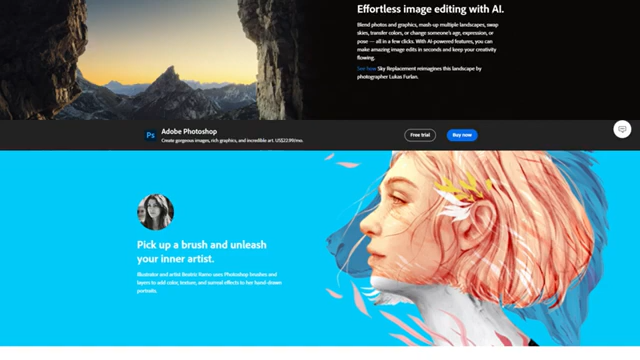 Effortless image editing with AI.
Blend photos and graphics, mash up multiple landscapes, swap
skies, transfer colors, or change someone's age, expression, or
pose — all in a few clicks. With AI-powered features, you can
make amazing image edits in seconds and keep your creativity
flowing.
See how Sky Replacement reimagines this landscape by
photographer Lukas Furlan.
Ps
Adobe Photoshop
Create gorgeous images, rich graphics, and incredible art. US$22.99/mo.
Free trial
Buy now
Pick up a brush and unleash
your inner artist.
Illustrator and artist Beatriz Ramo uses Photoshop brushes and
layers to add color, texture, and surreal effects to her hand-drawn
portraits.